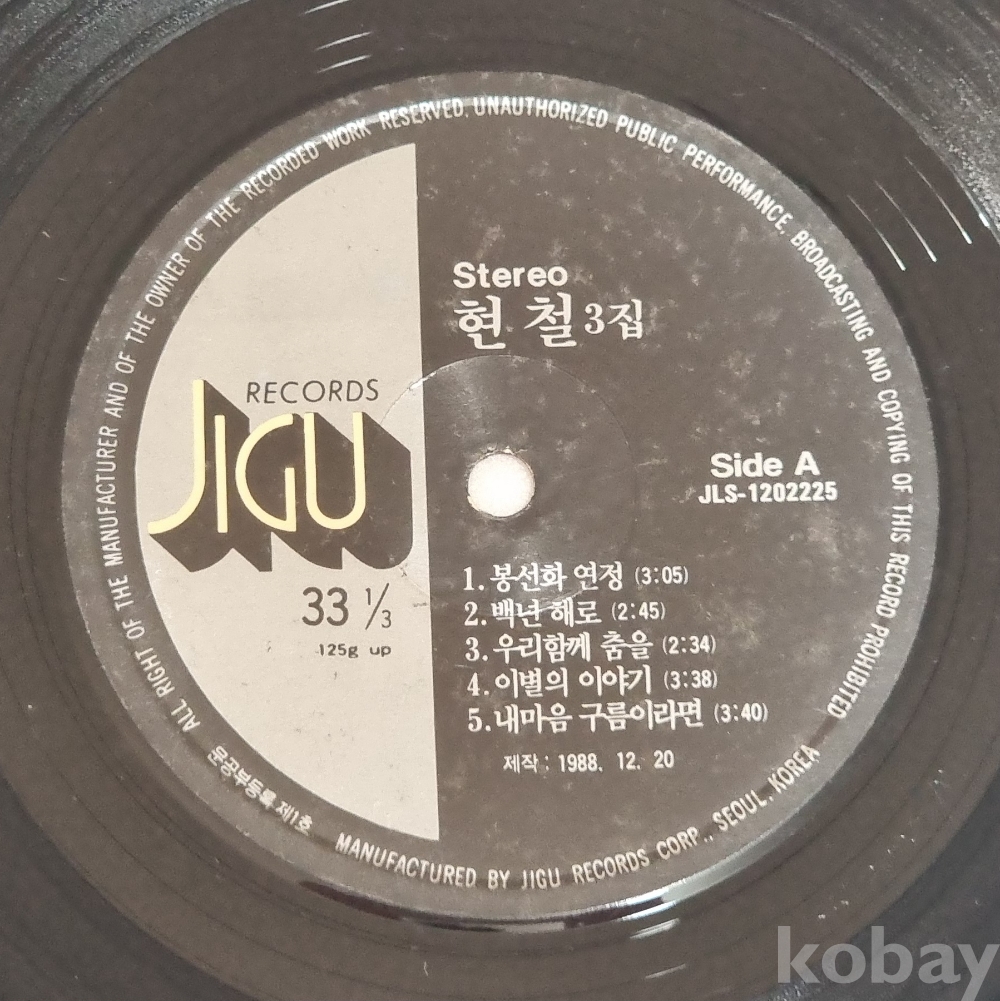 ALL RIGHT OF THE MANUFACTURER AND OF THE OWNER OF THE RECORDED WORK RESERVED. UNAUTHORIZED PUBLIC PERFORMANCE, BROADCASTING AND COPYING OF THIS RECORD PROHIBITED
Stereo
현 철 3집
RECORDS
JIGU
Side A
JLS-1202225
33 1/3
125g up
1. 봉선화 연정 (3:05)
2. 백년 해로 (2:45)
3. 우리함께 춤을 (2:34)
4. 이별의 이야기 (3:38)
5. 내마음 구름이라면 (3:40)
제작 : 1988. 12. 20
문공부등록 제1호 MANUFACTURED BY JIGU RECORDS CORP., SEOUL, KOREA
kobay